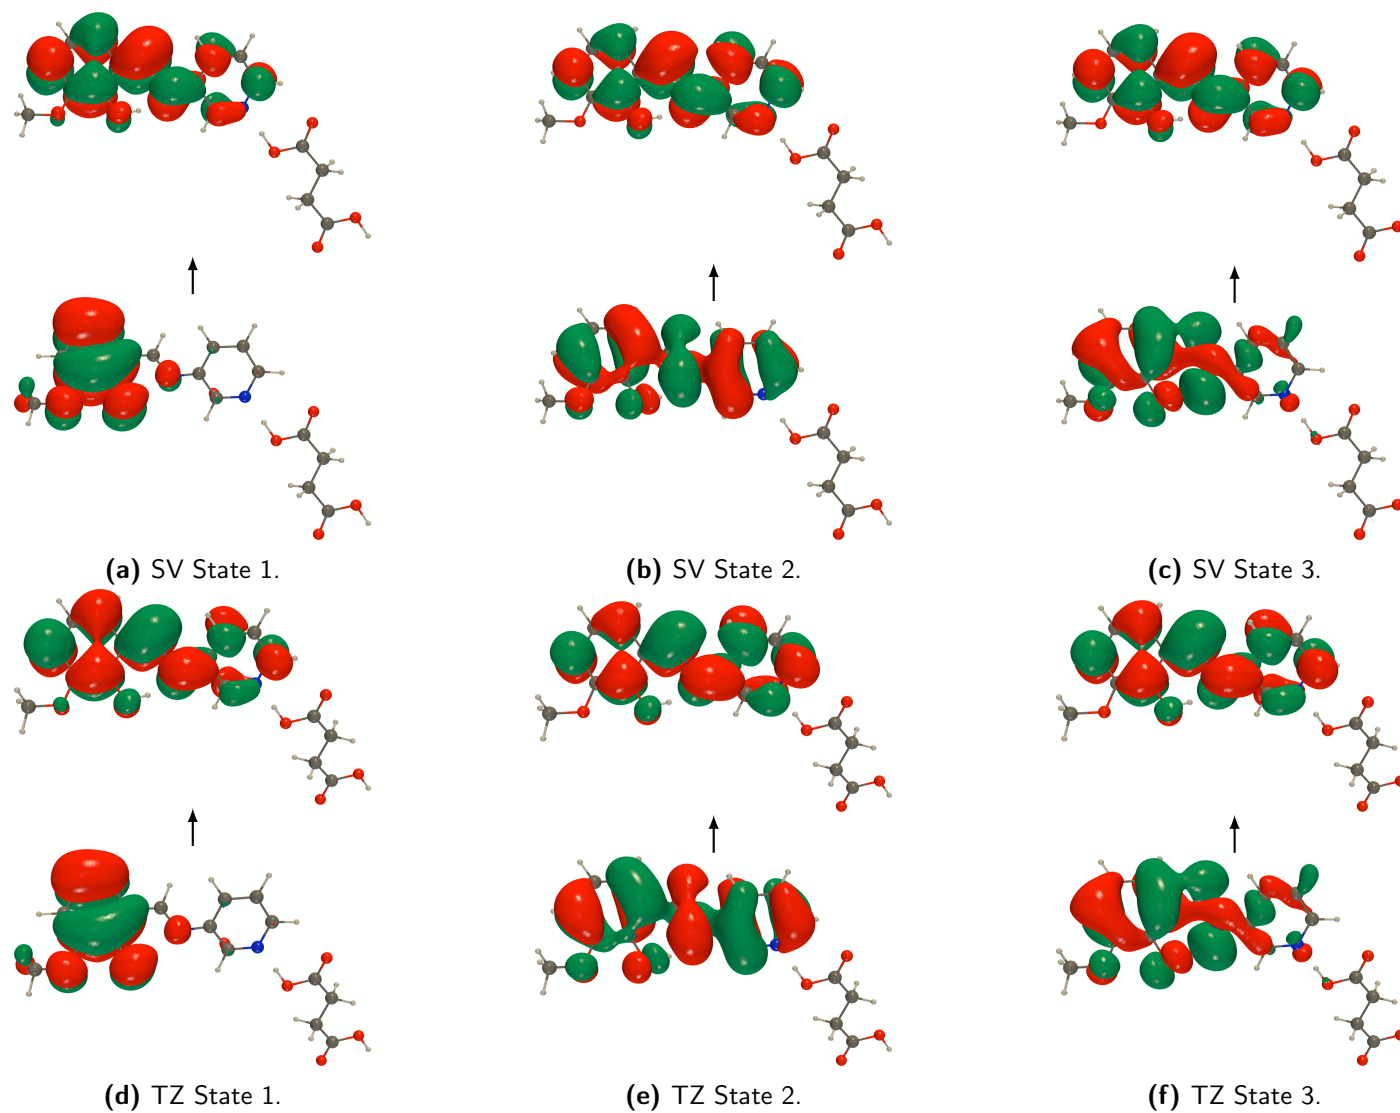 (a) SV State 1.
(b) SV State 2.
(c) SV State 3.
(d) TZ State 1.
(e) TZ State 2.
(f) TZ State 3.